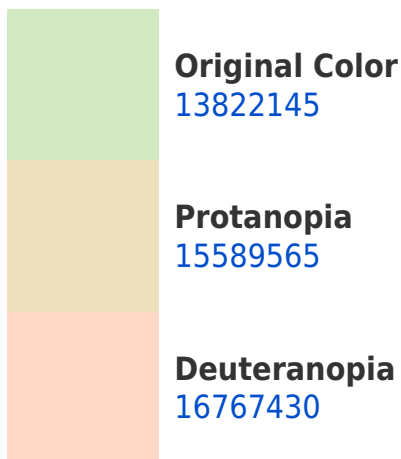 Original Color
13822145
Protanopia
15589565
Deuteranopia
16767430